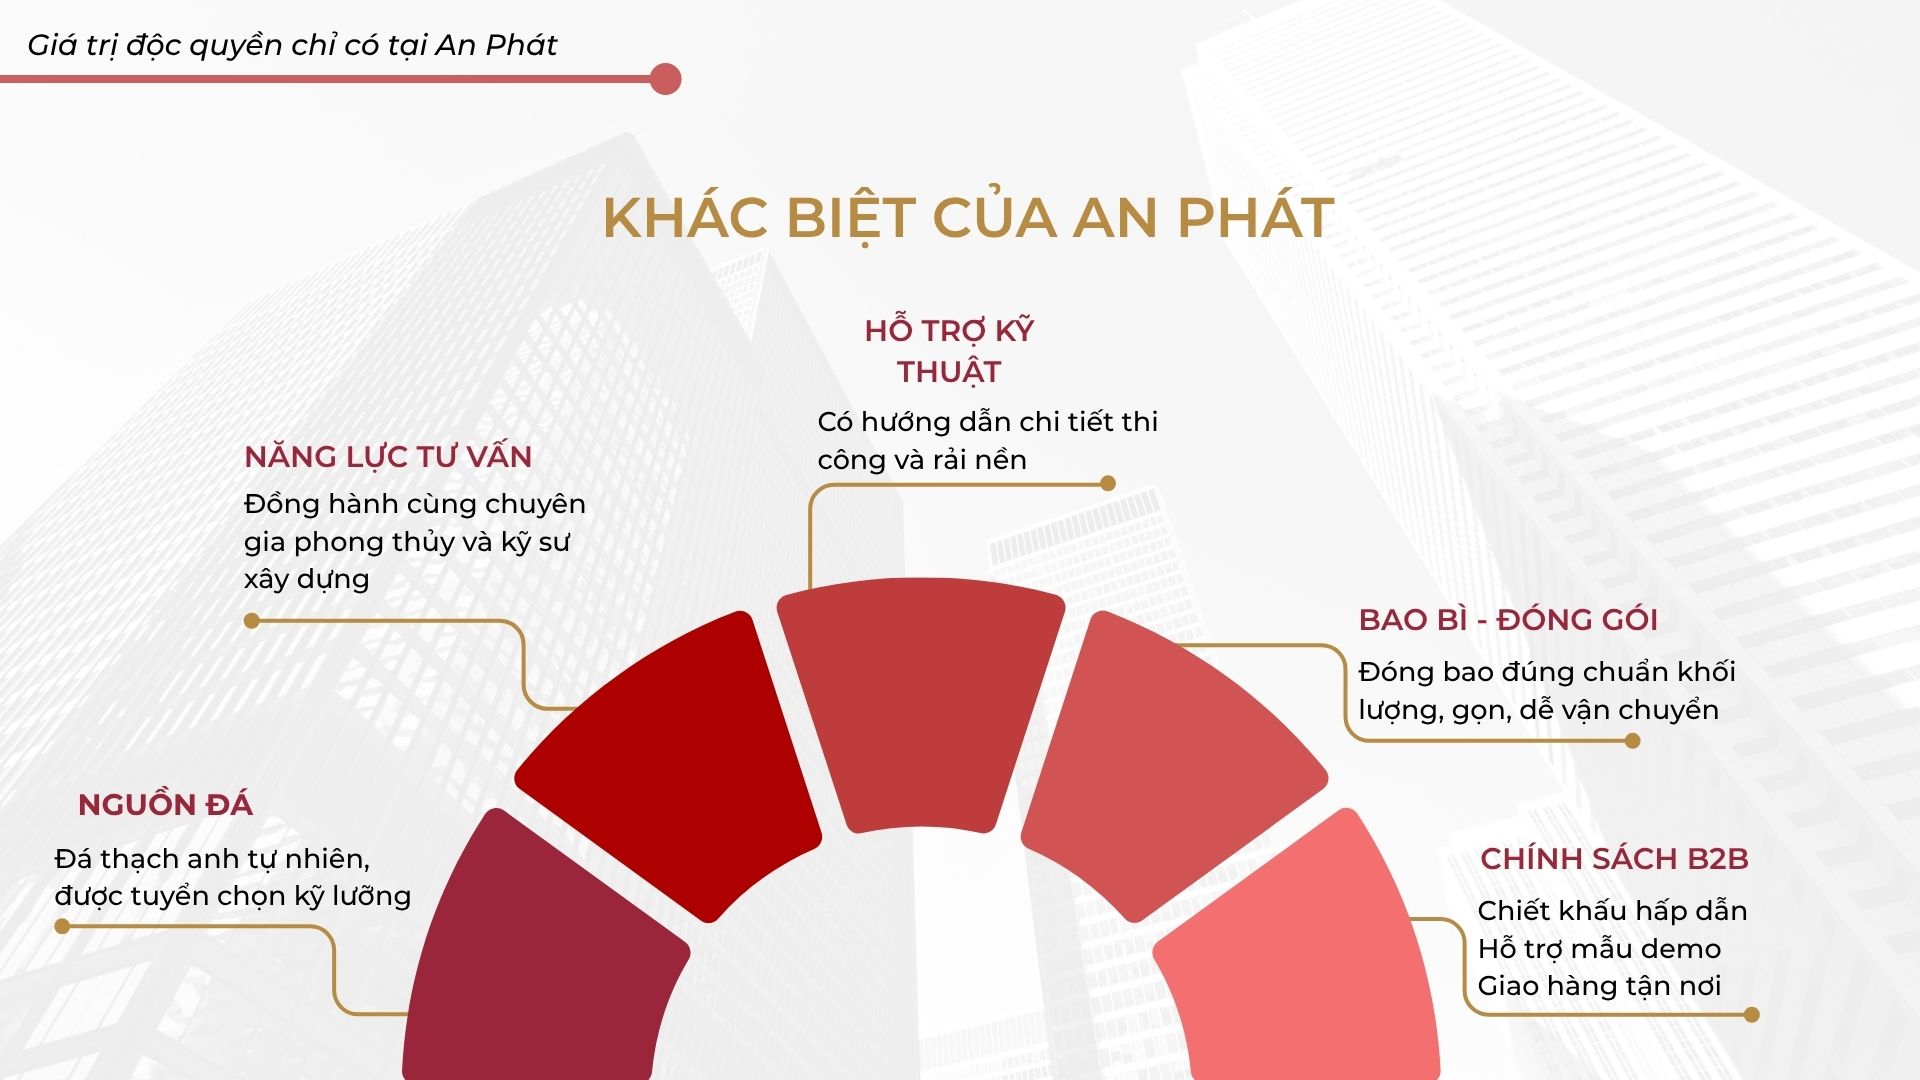 Giá trị độc quyền chỉ có tại An Phát
KHÁC BIỆT CỦA AN PHÁT
HỖ TRỢ KỸ
THUẬT
Có hướng dẫn chi tiết thi
công và rải nền
NĂNG LỰC TƯ VẤN
Đồng hành cùng chuyên
gia phong thủy và kỹ sư
xây dựng
BAO BÌ - ĐÓNG GÓI
Đóng bao đúng chuẩn khối
lượng, gọn, dễ vận chuyển
NGUỒN ĐÁ
Đá thạch anh tự nhiên,
được tuyển chọn kỹ lưỡng
CHÍNH SÁCH B2B
Chiết khấu hấp dẫn
Hỗ trợ mẫu demo
Giao hàng tận nơi